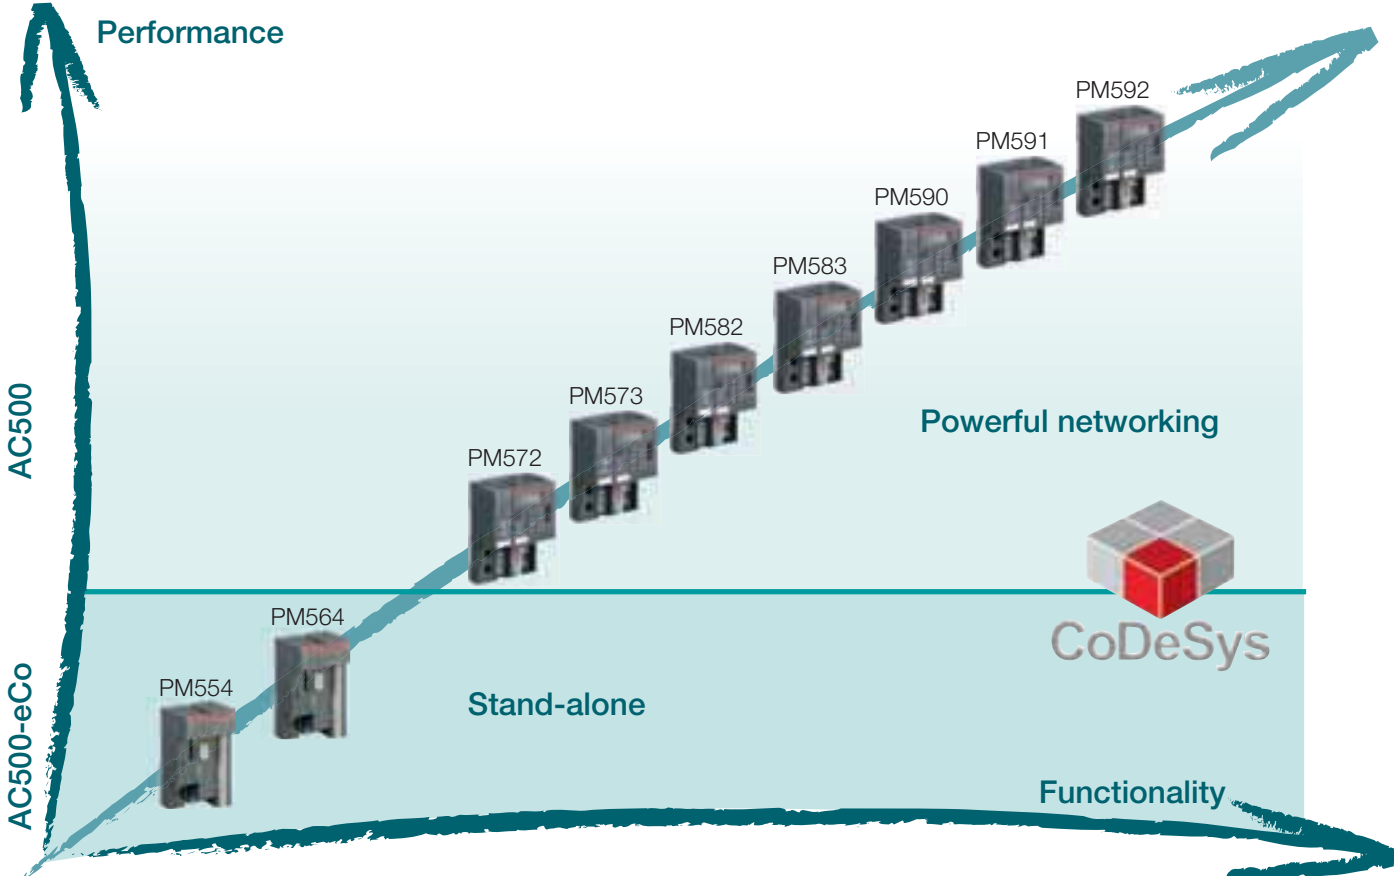 Performance
PM592
PM591
PM590
PM583
PM582
PM573
PM572
AC500
Powerful networking
CoDeSys
PM564
PM554
Stand-alone
AC500-eCo
Functionality